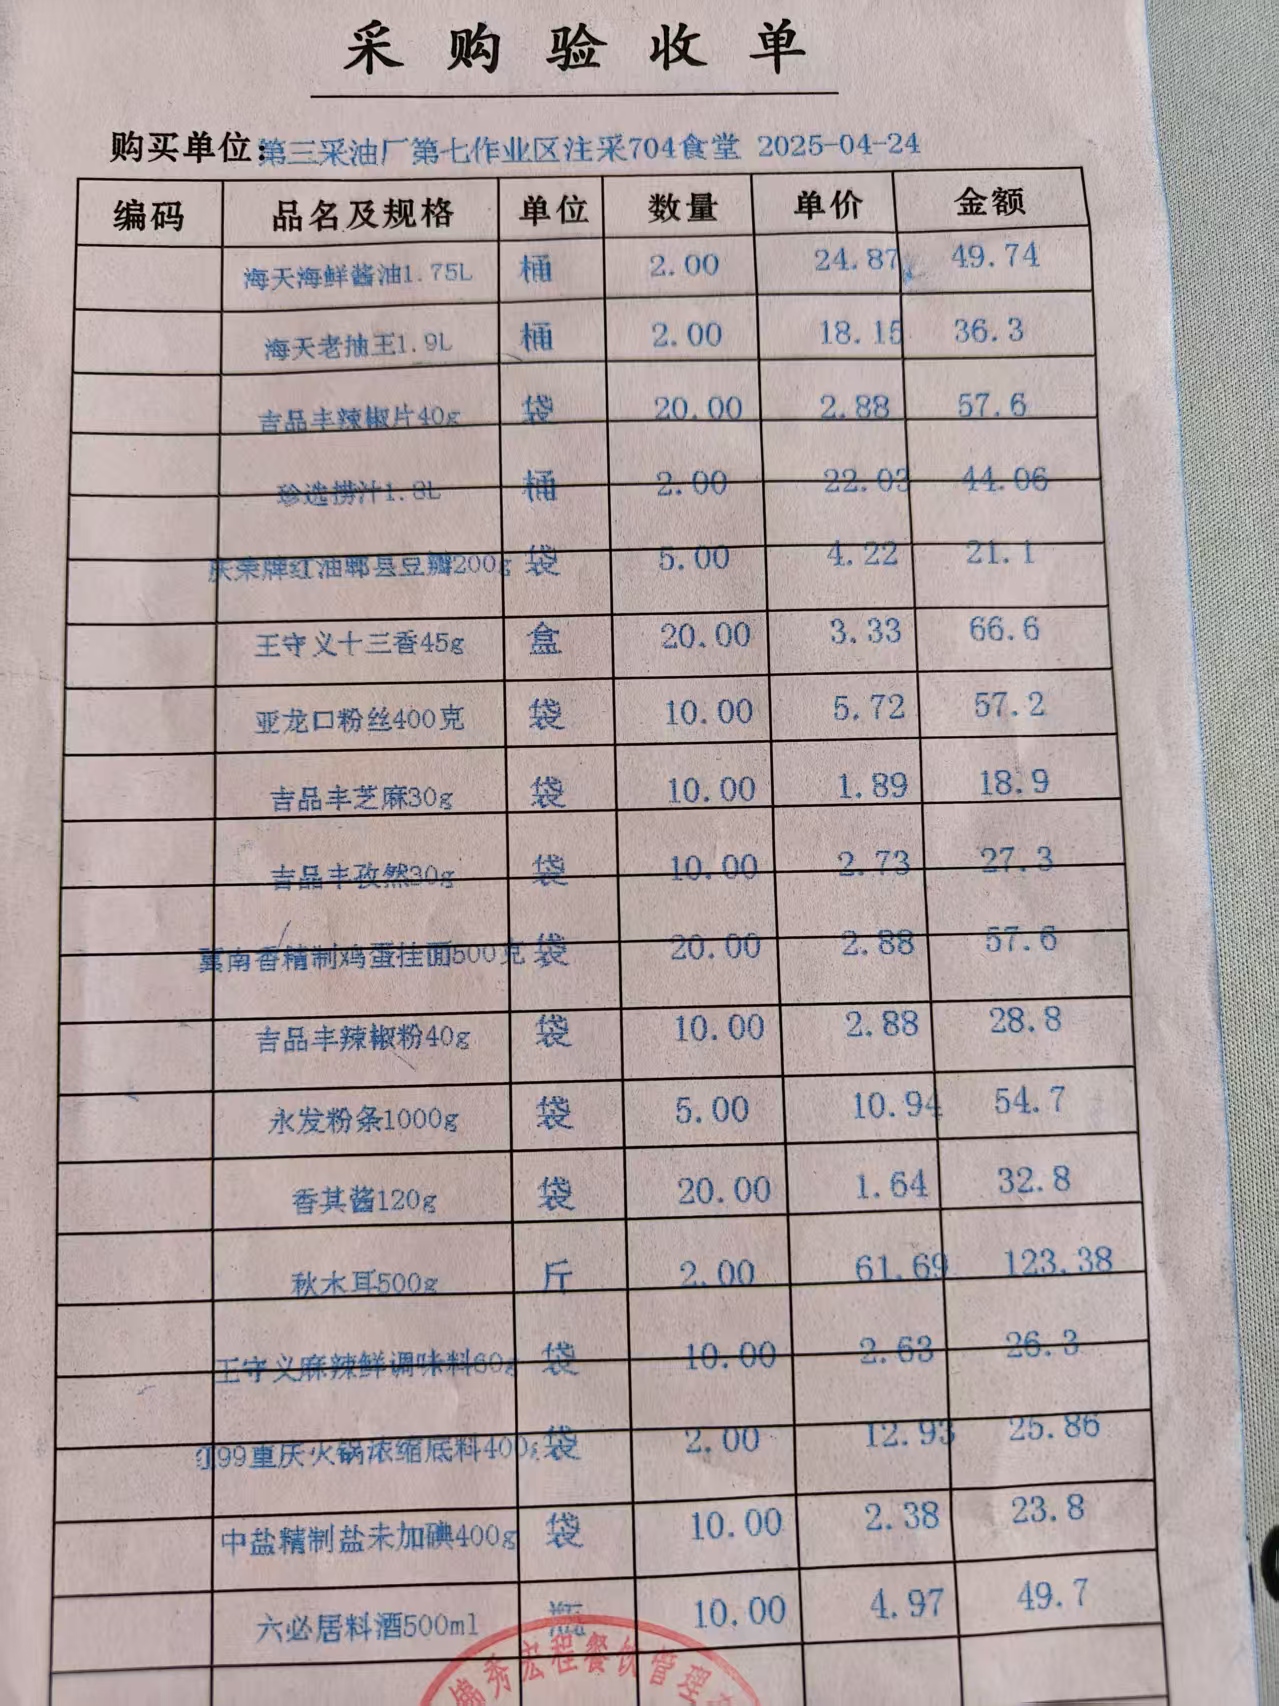 采购验收单
购买单位:第三采油厂第七作业区注采704食堂 2025-04-24
编码 品名及规格 单位 数量 单价 金额
海天海鲜酱油1.75L 桶 2.00 24.87 49.74
海天老抽王1.9L 桶 2.00 18.15 36.3
吉品丰辣椒片40g 袋 20.00 2.88 57.6
珍选捞汁1.8L 桶 2.00 22.03 44.06
庆荣牌红油郫县豆瓣200g 袋 5.00 4.22 21.1
王守义十三香45g 盒 20.00 3.33 66.6
亚龙口粉丝400克 袋 10.00 5.72 57.2
吉品丰芝麻30g 袋 10.00 1.89 18.9
吉品丰孜然30g 袋 10.00 2.73 27.3
冀南香精制鸡蛋挂面500克 袋 20.00 2.88 57.6
吉品丰辣椒粉40g 袋 10.00 2.88 28.8
永发粉条1000g 袋 5.00 10.94 54.7
香其酱120g 袋 20.00 1.64 32.8
秋木耳500g 斤 2.00 61.69 123.38
王守义麻辣鲜调味料60g 袋 10.00 2.63 26.3
红99重庆火锅浓缩底料400g 袋 2.00 12.93 25.86
中盐精制盐未加碘400g 袋 10.00 2.38 23.8
六必居料酒500ml 瓶 10.00 4.97 49.7
锦秀宏程餐饮管理